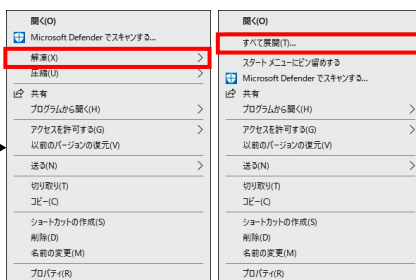 開く(O)
Microsoft Defender でスキャンする...
解凍(X)
圧縮(U)
共有
プログラムから開く(H)
アクセスを許可する(G)
以前のバージョンの復元(V)
送る(N)
切り取り(T)
コピー(C)
ショートカットの作成(S)
削除(D)
名前の変更(M)
プロパティ(R)
開く(O)
すべて展開(T)...
スタート メニューにピン留めする
Microsoft Defender でスキャンする...
共有
プログラムから開く(H)
アクセスを許可する(G)
以前のバージョンの復元(V)
送る(N)
切り取り(T)
コピー(C)
ショートカットの作成(S)
削除(D)
名前の変更(M)
プロパティ(R)